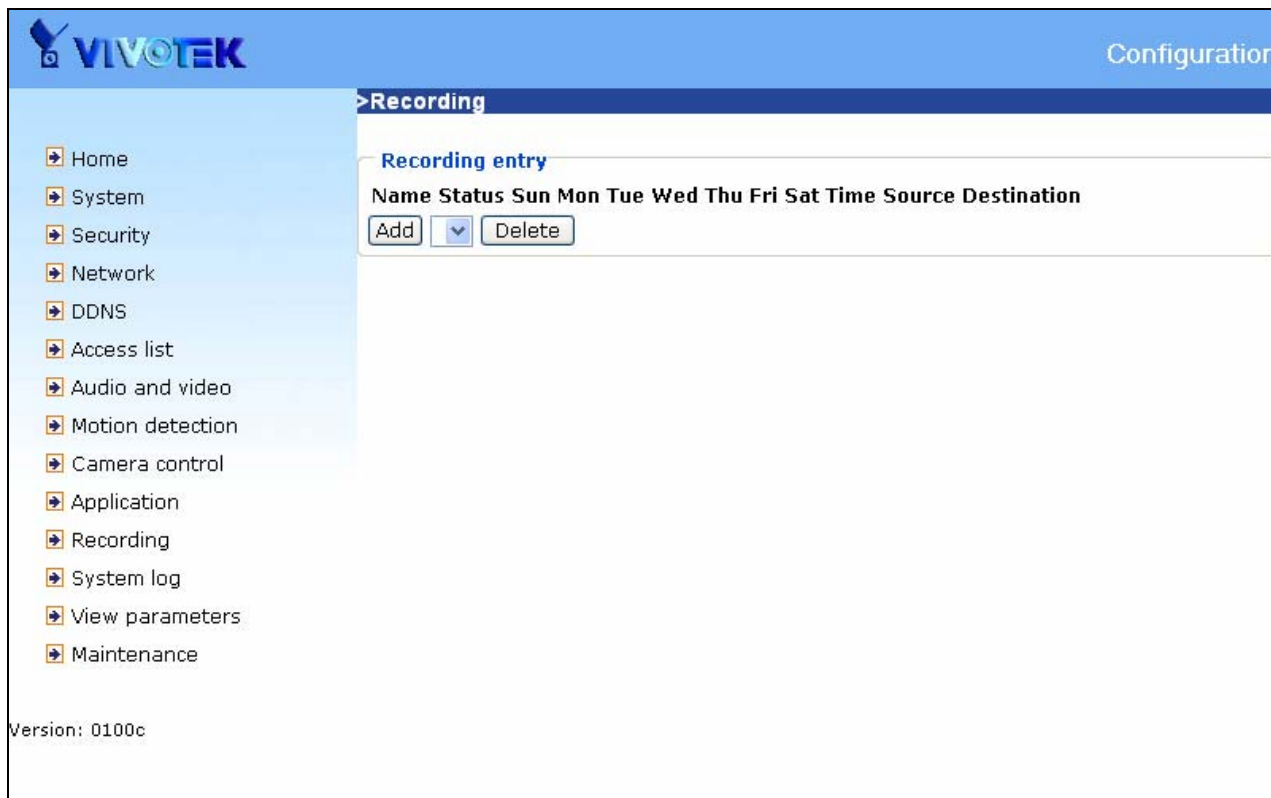 VIVOTEK
Configuration
>Recording
Home
System
Security
Network
DDNS
Access list
Audio and video
Motion detection
Camera control
Application
Recording
System log
View parameters
Maintenance
Version: 0100c
Recording entry
Name Status Sun Mon Tue Wed Thu Fri Sat Time Source Destination
Add Delete